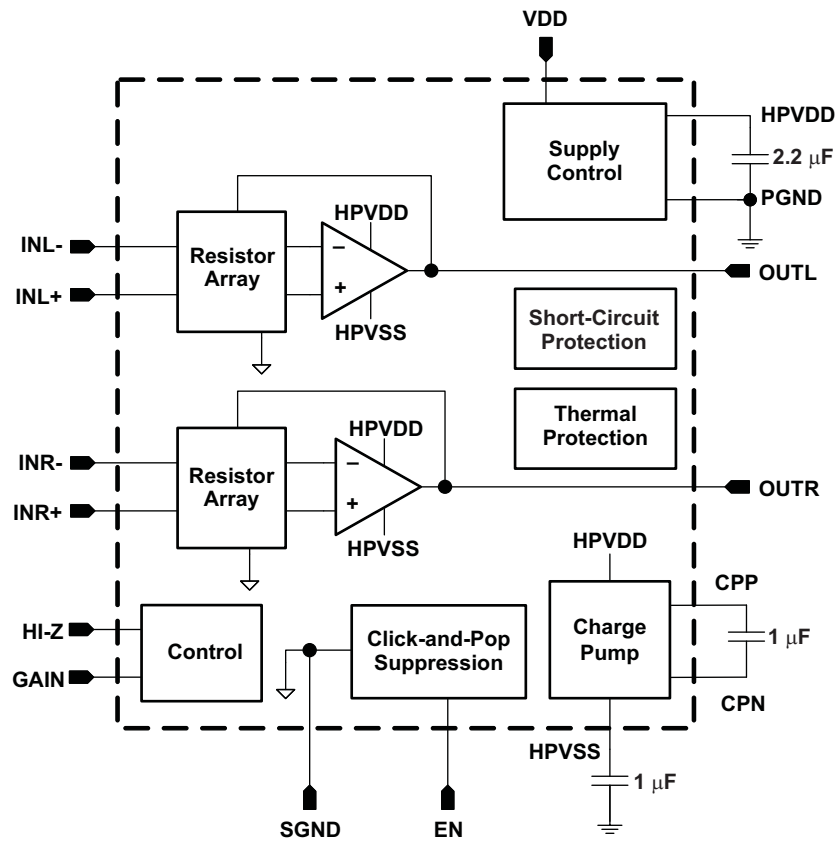 VDD
HPVDD
Supply
Control
2.2 μF
PGND
HPVDD
INL-
Resistor
Array
−
INL+
+
OUTL
HPVSS
Short-Circuit
Protection
Thermal
Protection
HPVDD
INR-
Resistor
Array
−
INR+
+
OUTR
HPVSS
HPVDD
CPP
HI-Z
Control
GAIN
Click-and-Pop
Suppression
Charge
Pump
1 μF
CPN
HPVSS
1 μF
SGND
EN